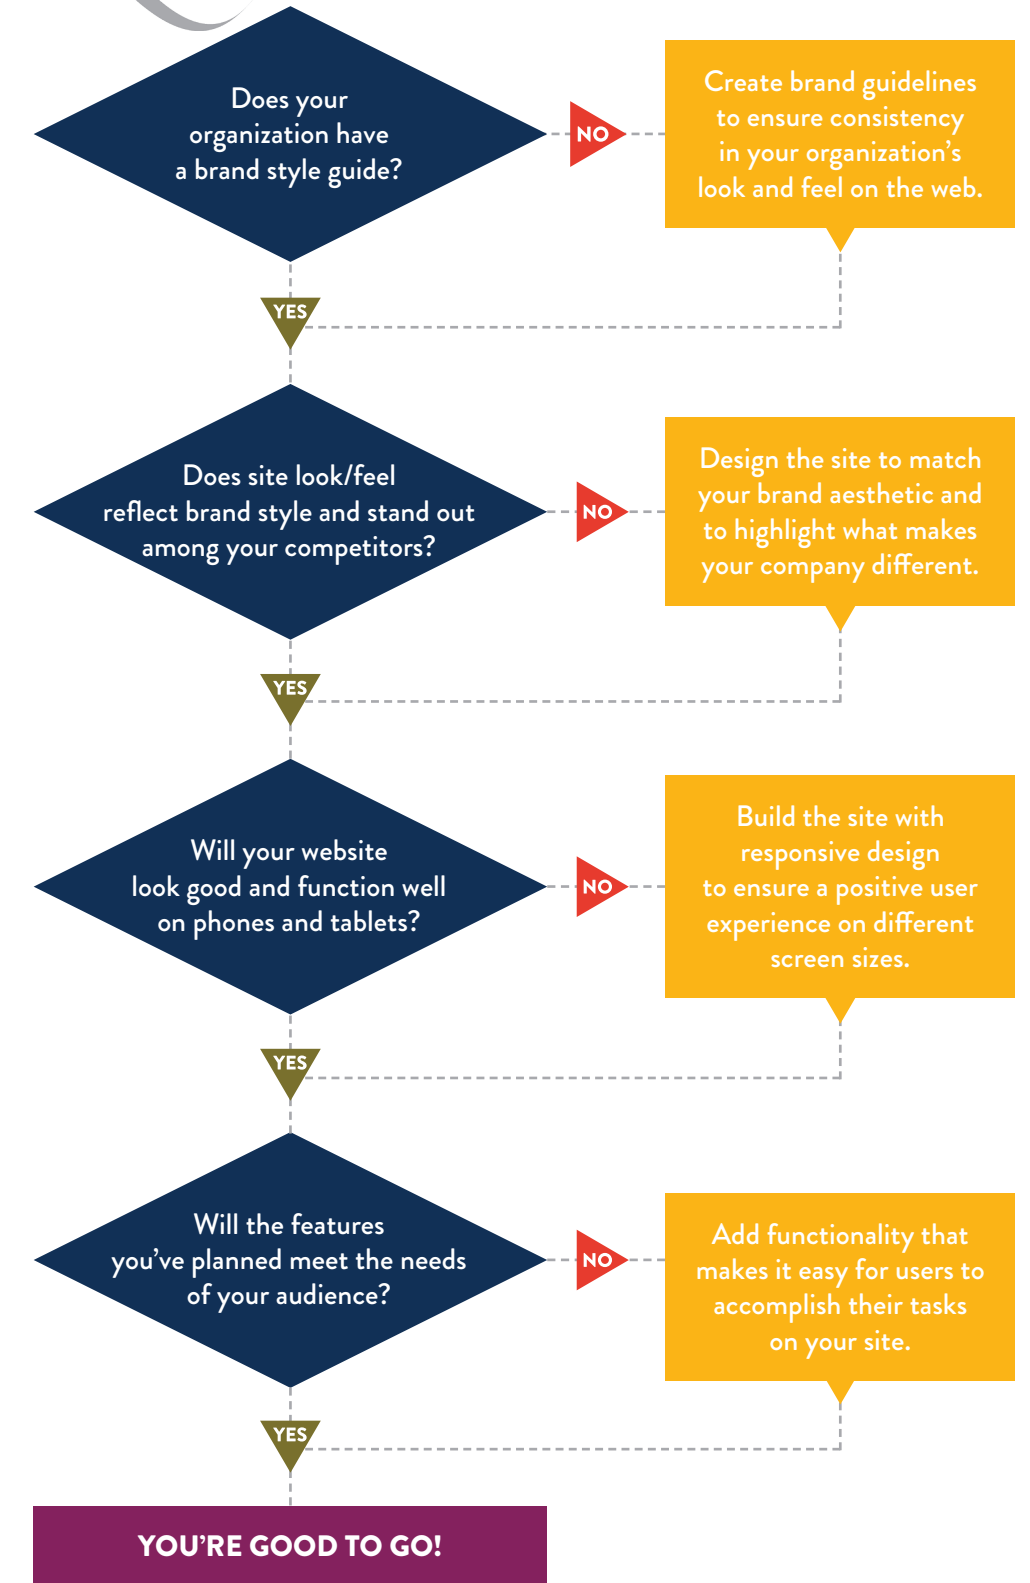 Does your
organization have
a brand style guide?
NO
Create brand guidelines
to ensure consistency
in your organization’s
look and feel on the web.
YES
Does site look/feel
reflect brand style and stand out
among your competitors?
NO
Design the site to match
your brand aesthetic and
to highlight what makes
your company different.
YES
Will your website
look good and function well
on phones and tablets?
NO
Build the site with
responsive design
to ensure a positive user
experience on different
screen sizes.
YES
Will the features
you’ve planned meet the needs
of your audience?
NO
Add functionality that
makes it easy for users to
accomplish their tasks
on your site.
YES
YOU’RE GOOD TO GO!